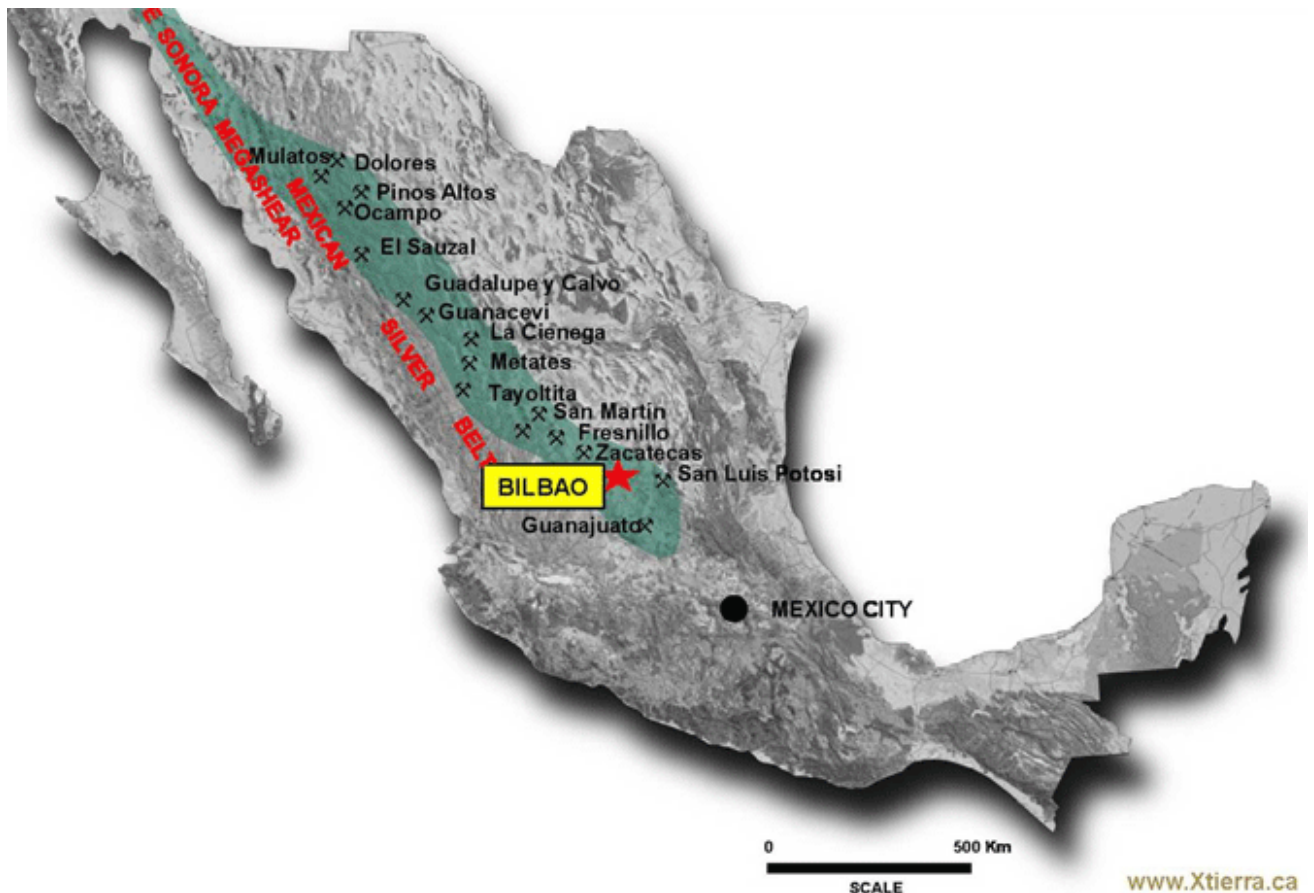 E SONORA MEGASHEAR
MEXICAN
SILVER
BELT
Mulatos
Dolores
Pinos Altos
Ocampo
El Sauzal
Guadalupe y Calvo
Guanacevi
La Cienega
Metates
Tayoltita
San Martin
Fresnillo
Zacatecas
BILBAO
San Luis Potosi
Guanajuato
MEXICO CITY
0 500 Km
SCALE
www.Xtierra.ca